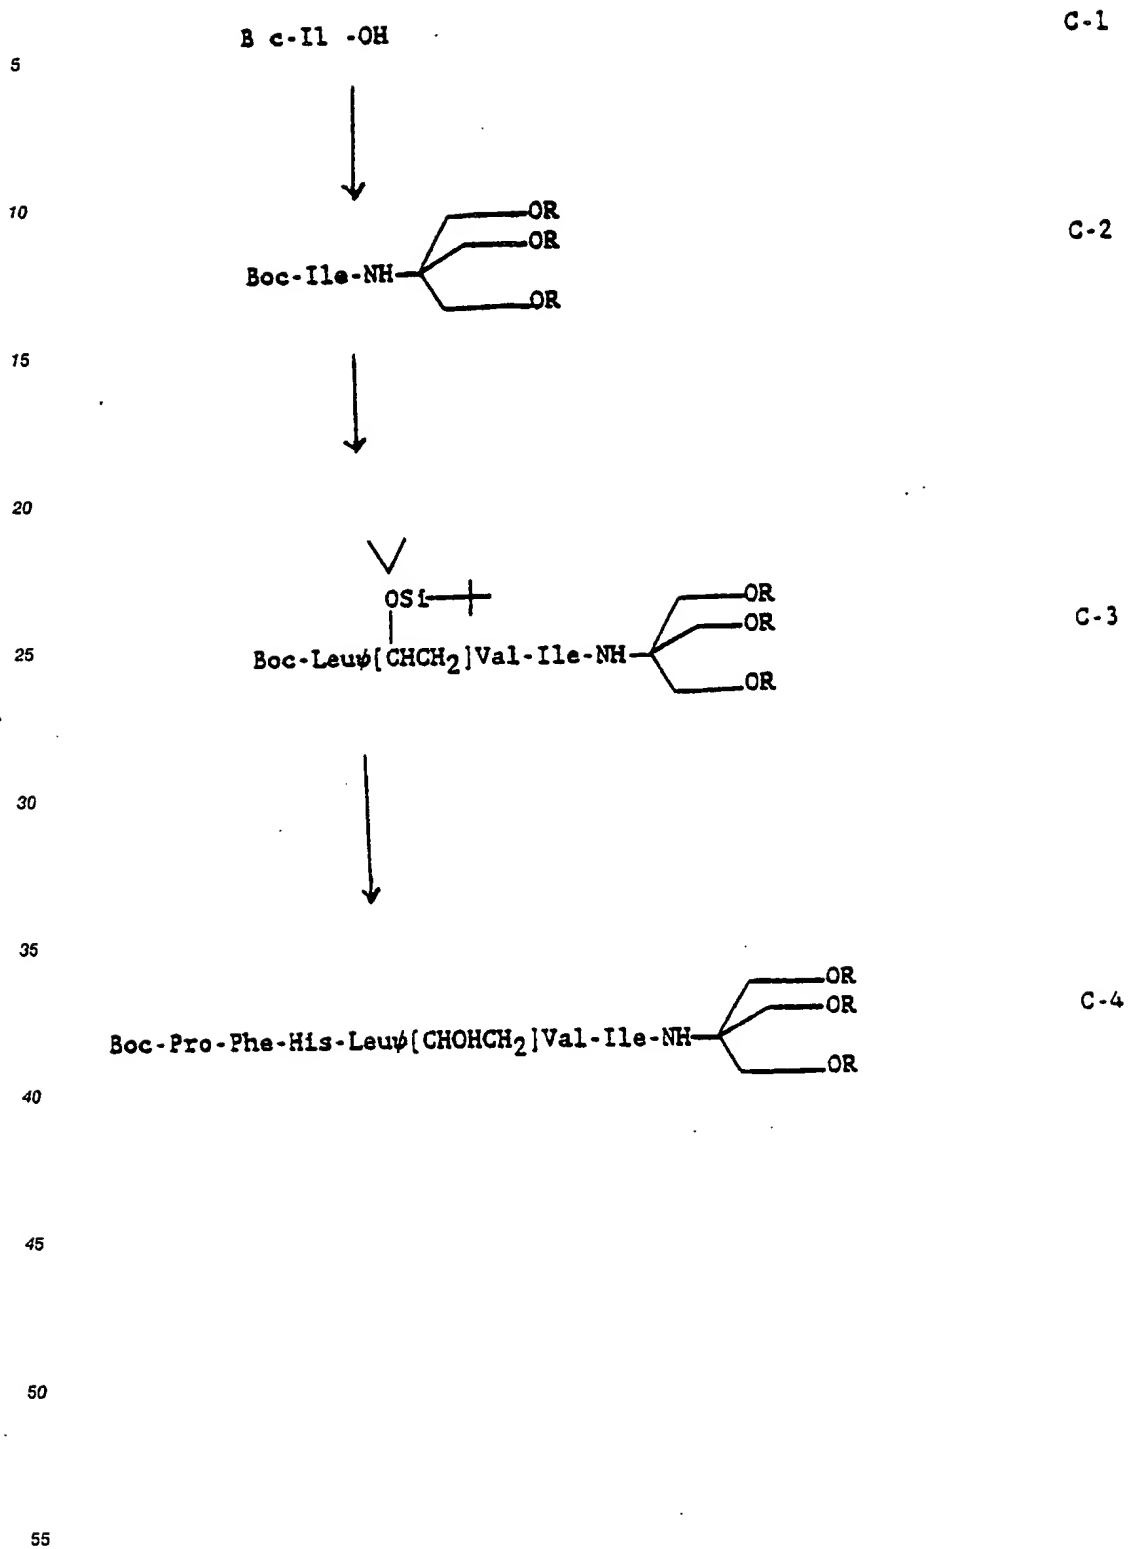 C-1
B c-Il -OH
5
10
OR
C-2
OR
Boc-Ile-NH
OR
15
20
OSi
OR
C-3
OR
25
Boc-Leuψ[CHCH₂]Val-Ile-NH
OR
30
35
OR
C-4
OR
Boc-Pro-Phe-His-Leuψ[CHOHCH₂]Val-Ile-NH
OR
40
45
50
55